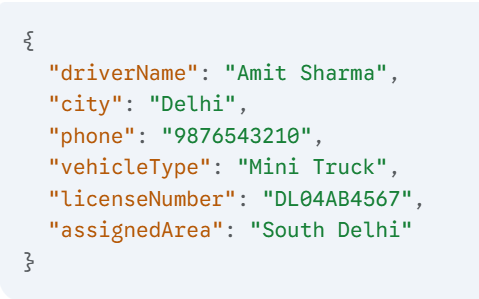 {
"driverName": "Amit Sharma",
"city": "Delhi",
"phone": "9876543210",
"vehicleType": "Mini Truck",
"licenseNumber": "DL04AB4567",
"assignedArea": "South Delhi"
}